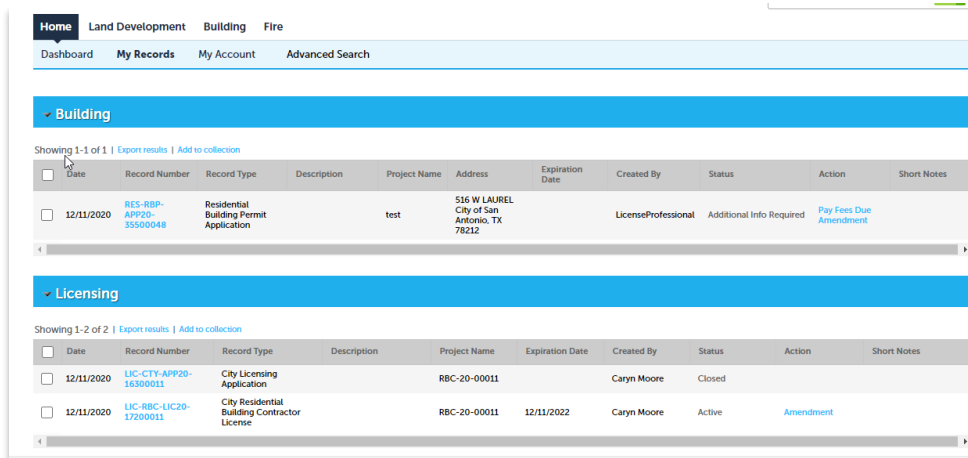 Home Land Development Building Fire
Dashboard My Records My Account Advanced Search
Building
Showing 1-1 of 1 | Export results | Add to collection
Date Record Number Record Type Description Project Name Address Expiration Date Created By Status Action Short Notes
12/11/2020 RES-RBP-APP20-35500048 Residential Building Permit Application test 516 W LAUREL City of San Antonio, TX 78212 LicenseProfessional Additional Info Required Pay Fees Due Amendment
Licensing
Showing 1-2 of 2 | Export results | Add to collection
Date Record Number Record Type Description Project Name Expiration Date Created By Status Action Short Notes
12/11/2020 LIC-CTY-APP20-16300011 City Licensing Application RBC-20-00011 Caryn Moore Closed
12/11/2020 LIC-RBC-LIC20-17200011 City Residential Building Contractor License RBC-20-00011 12/11/2022 Caryn Moore Active Amendment